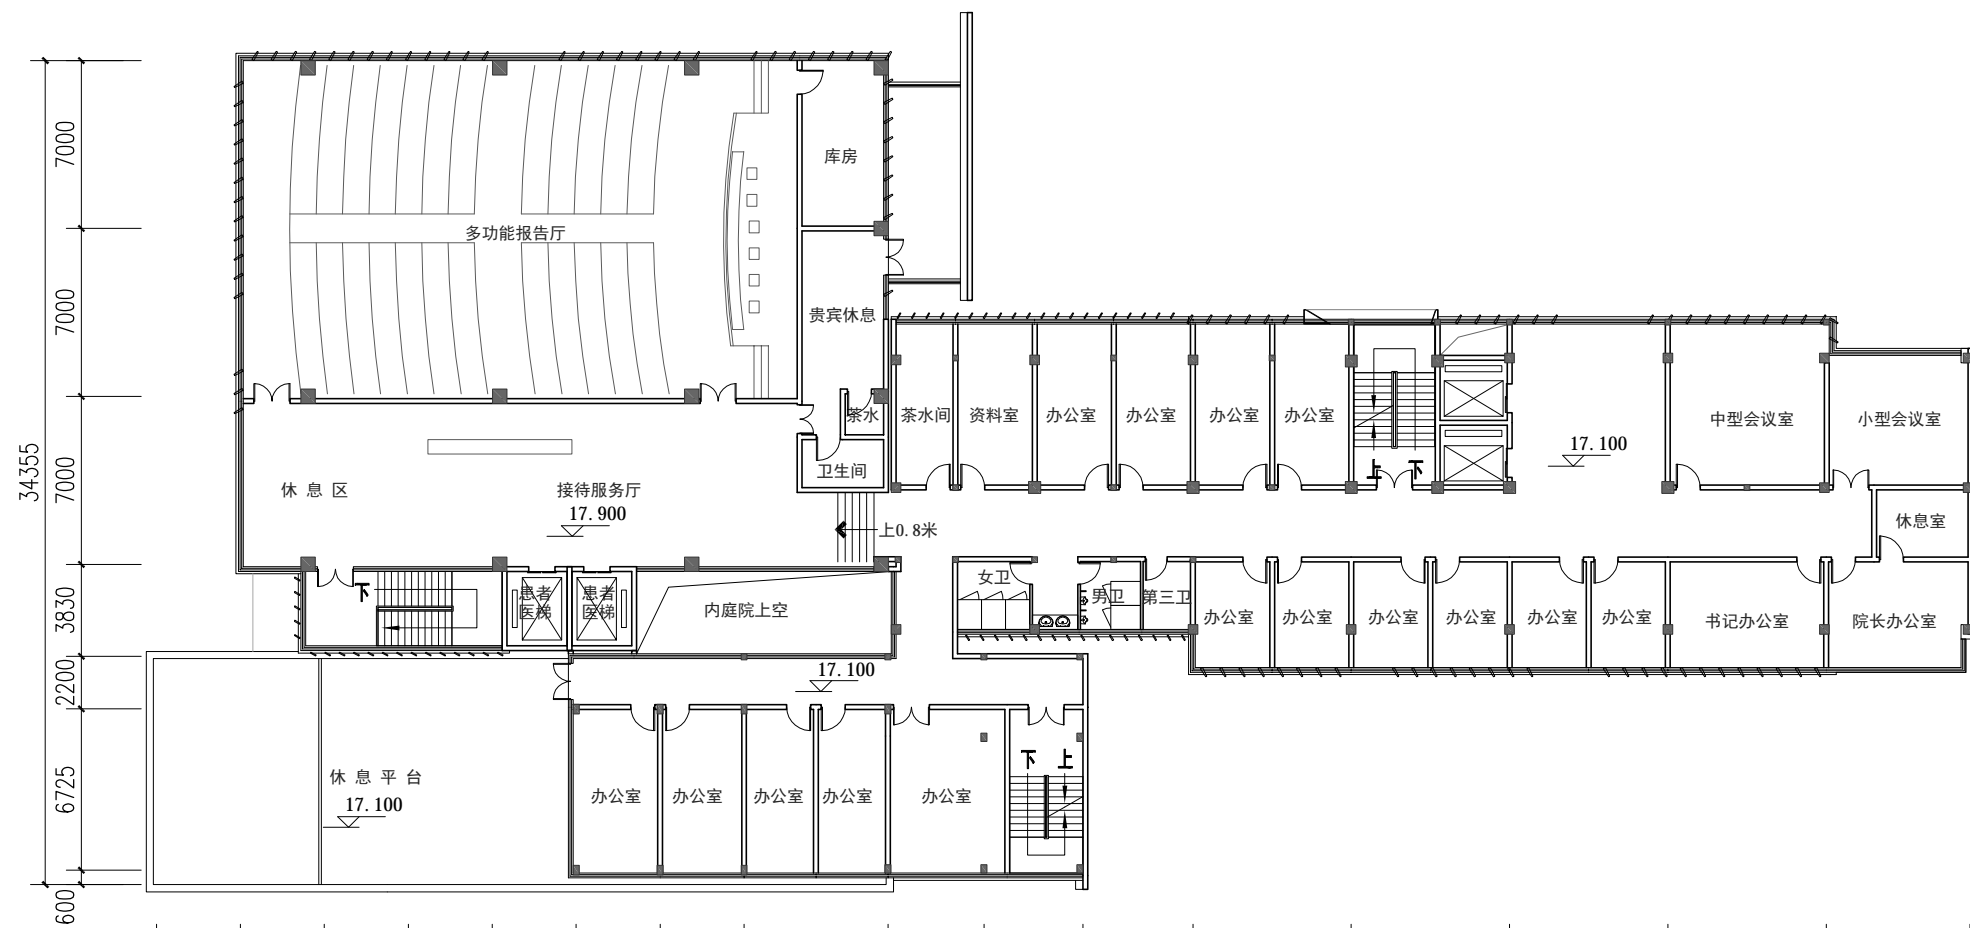 7000
库房
多功能报告厅
7000
贵宾休息
茶水
茶水间
资料室
办公室
办公室
办公室
办公室
中型会议室
小型会议室
17.100
上
下
卫生间
34355
7000
休 息 区
接待服务厅
17.900
上0.8米
休息室
3830
下
患者
医梯
患者
医梯
内庭院上空
女卫
男卫
第三卫
办公室
办公室
办公室
办公室
办公室
办公室
书记办公室
院长办公室
2200
17.100
6725
休 息 平 台
17.100
办公室
办公室
办公室
办公室
办公室
下
上
600